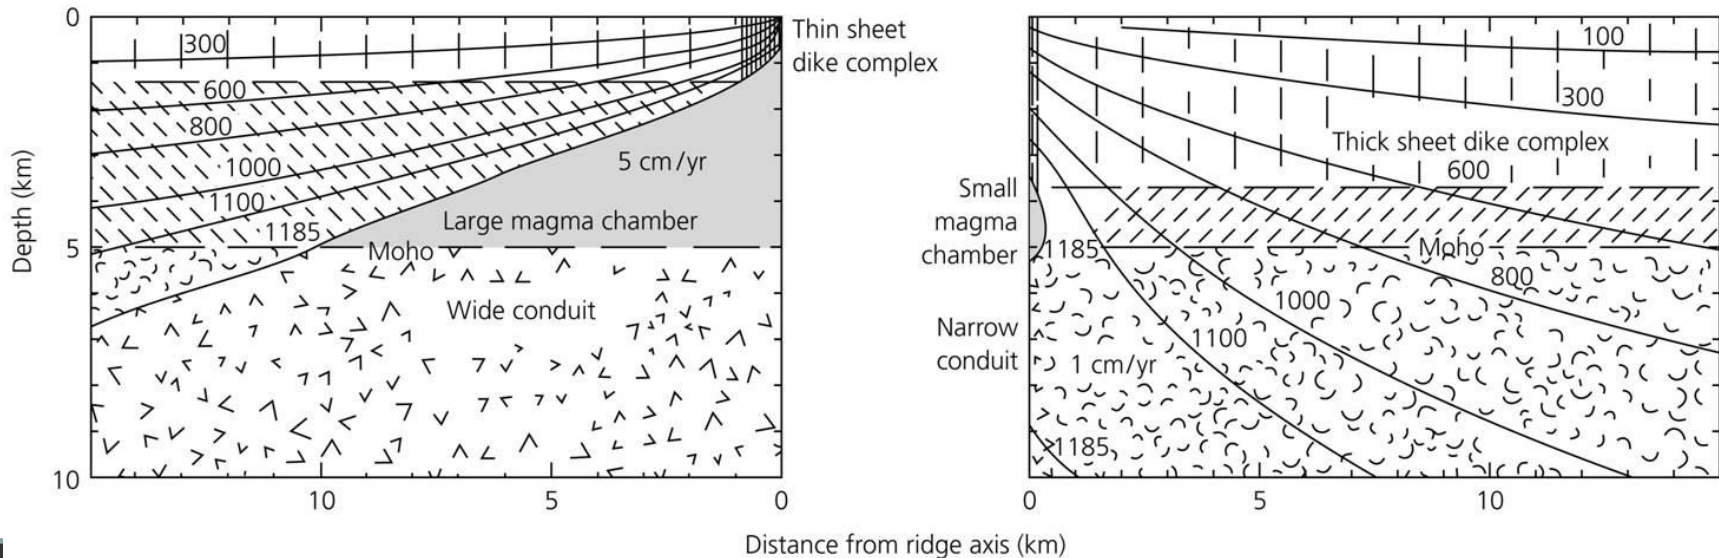 0
300
600
800
1000
1100
1185
5
10
Depth (km)
5 cm/yr
Large magma chamber
Moho
Wide conduit
10
5
0
Thin sheet
dike complex
Small
magma
chamber
Narrow
conduit
100
300
Thick sheet dike complex
600
Moho
1185
800
1000
1100
1 cm/yr
1185
0
5
10
Distance from ridge axis (km)